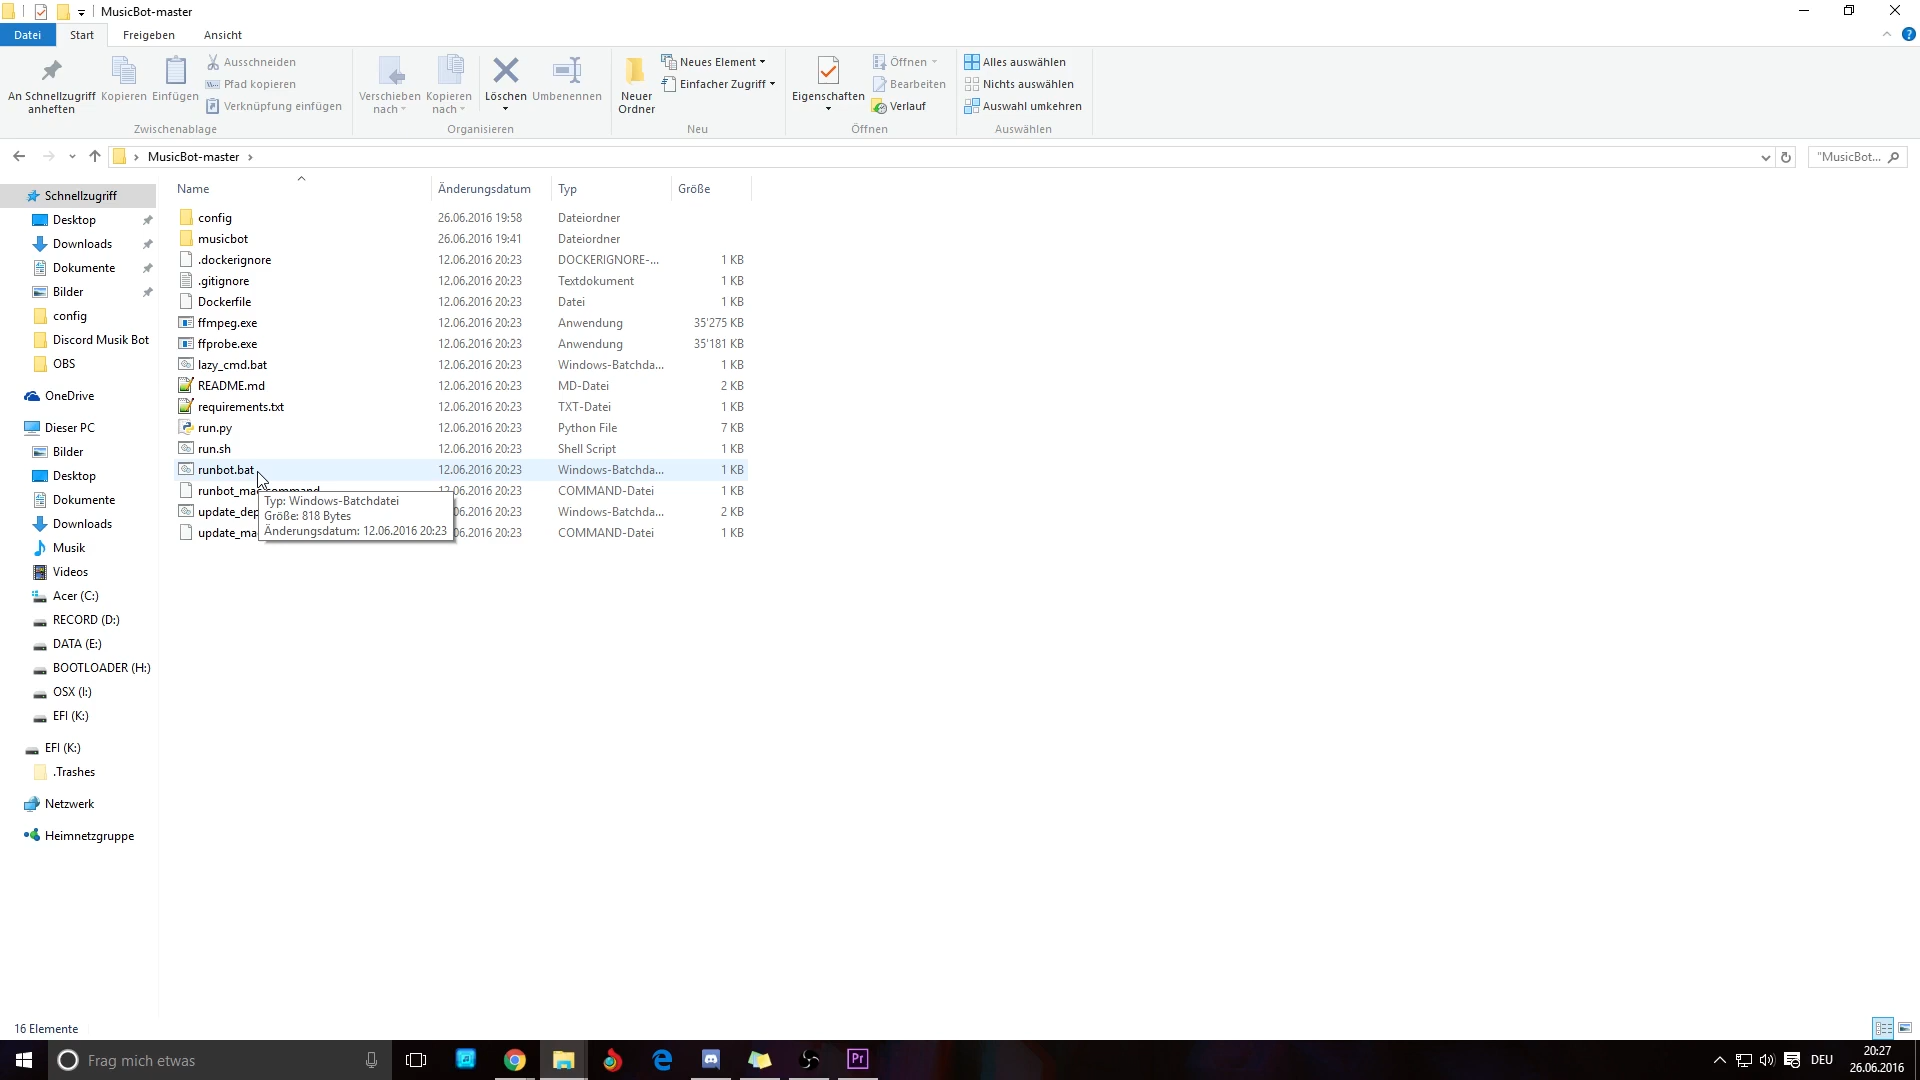 MusicBot-master
Datei Start Freigeben Ansicht
An Schnellzugriff anheften
Kopieren
Einfügen
Ausschneiden
Pfad kopieren
Verknüpfung einfügen
Zwischenablage
Verschieben nach
Kopieren nach
Löschen
Umbenennen
Organisieren
Neuer Ordner
Neues Element
Einfacher Zugriff
Neu
Eigenschaften
Öffnen
Bearbeiten
Verlauf
Öffnen
Alles auswählen
Nichts auswählen
Auswahl umkehren
Auswählen
MusicBot-master
"MusicBot...
Schnellzugriff
Desktop
Downloads
Dokumente
Bilder
config
Discord Musik Bot
OBS
OneDrive
Dieser PC
Bilder
Desktop
Dokumente
Downloads
Musik
Videos
Acer (C:)
RECORD (D:)
DATA (E:)
BOOTLOADER (H:)
OSX (I:)
EFI (K:)
EFI (K:)
.Trashes
Netzwerk
Heimnetzgruppe
Name Änderungsdatum Typ Größe
config 26.06.2016 19:58 Dateiordner
musicbot 26.06.2016 19:41 Dateiordner
.dockerignore 12.06.2016 20:23 DOCKERIGNORE-... 1 KB
.gitignore 12.06.2016 20:23 Textdokument 1 KB
Dockerfile 12.06.2016 20:23 Datei 1 KB
ffmpeg.exe 12.06.2016 20:23 Anwendung 35'275 KB
ffprobe.exe 12.06.2016 20:23 Anwendung 35'181 KB
lazy_cmd.bat 12.06.2016 20:23 Windows-Batchda... 1 KB
README.md 12.06.2016 20:23 MD-Datei 2 KB
requirements.txt 12.06.2016 20:23 TXT-Datei 1 KB
run.py 12.06.2016 20:23 Python File 7 KB
run.sh 12.06.2016 20:23 Shell Script 1 KB
runbot.bat 12.06.2016 20:23 Windows-Batchda... 1 KB
COMMAND-Datei 1 KB
Windows-Batchda... 2 KB
COMMAND-Datei 1 KB
Typ: Windows-Batchdatei
Größe: 818 Bytes
Änderungsdatum: 12.06.2016 20:23
16 Elemente
Frag mich etwas
Pr
DEU
20:27
26.06.2016